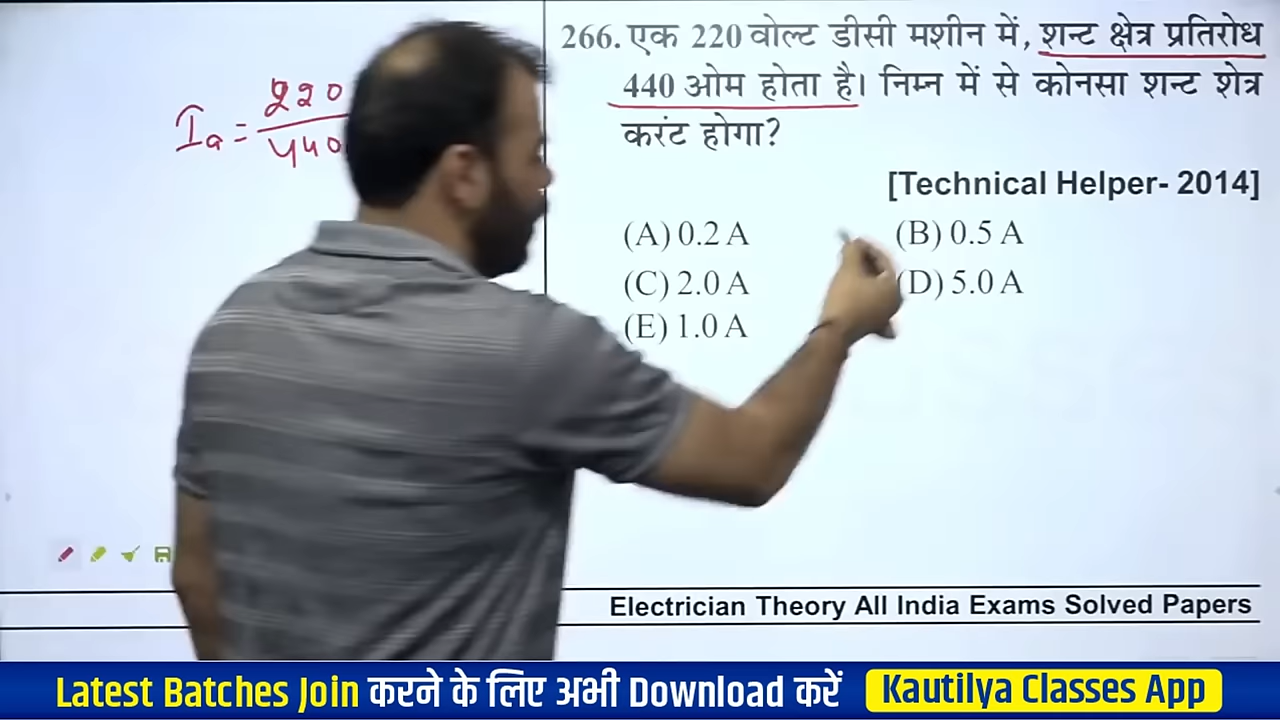 266. एक 220 वोल्ट डीसी मशीन में, शन्ट क्षेत्र प्रतिरोध
440 ओम होता है। निम्न में से कोनसा शन्ट शेत्र
करंट होगा?
[Technical Helper- 2014]
(A) 0.2 A (B) 0.5 A
(C) 2.0 A (D) 5.0 A
(E) 1.0 A
Ia = 220
440
Electrician Theory All India Exams Solved Papers
Latest Batches Join करने के लिए अभी Download करें Kautilya Classes App